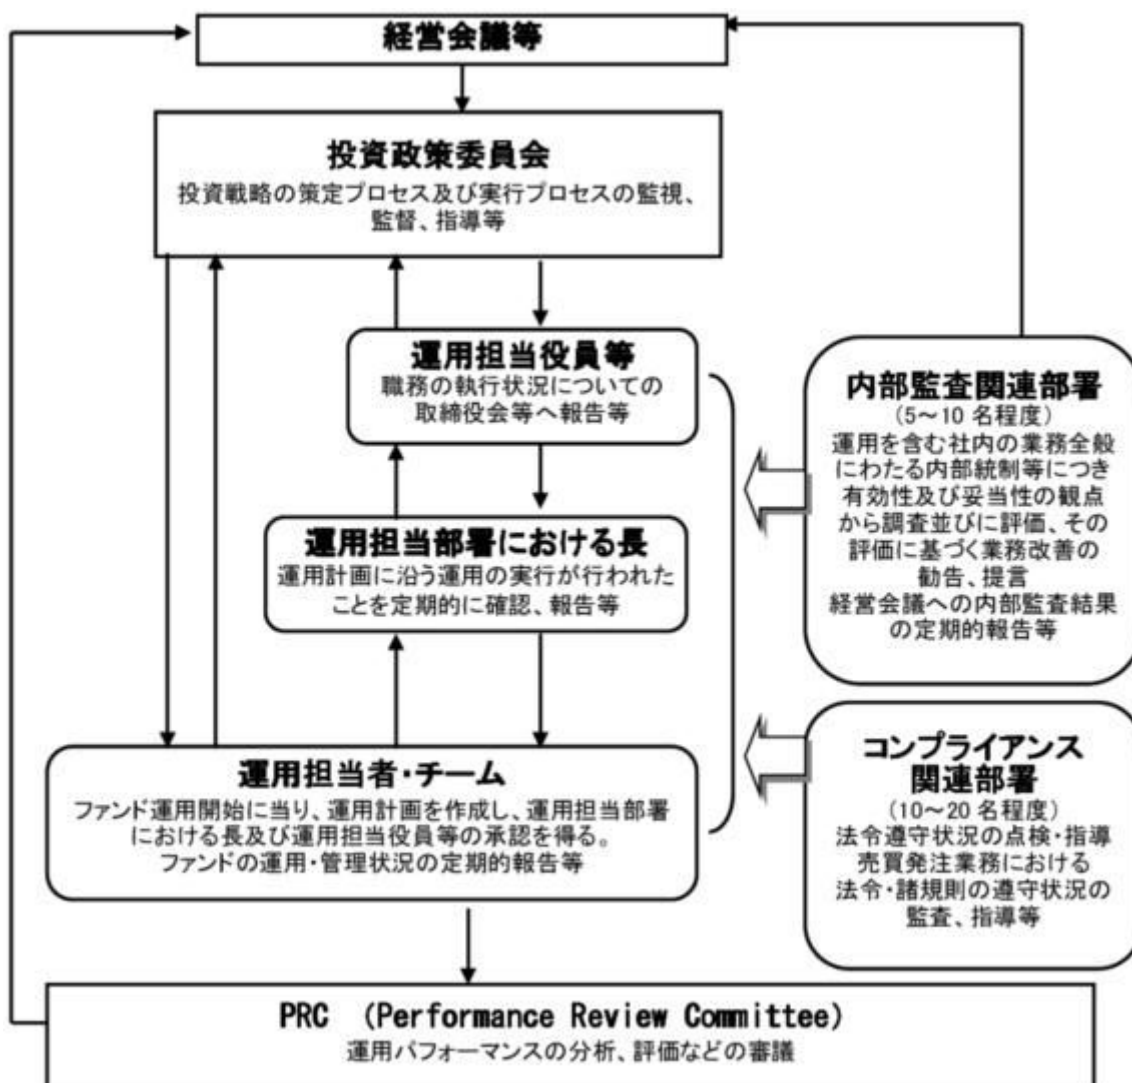 経営会議等
投資政策委員会
投資戦略の策定プロセス及び実行プロセスの監視、
監督、指導等
運用担当役員等
職務の執行状況についての
取締役会等へ報告等
運用担当部署における長
運用計画に沿う運用の実行が行われた
ことを定期的に確認、報告等
運用担当者・チーム
ファンド運用開始に当り、運用計画を作成し、運用担当部署
における長及び運用担当役員等の承認を得る。
ファンドの運用・管理状況の定期的報告等
内部監査関連部署
(5～10 名程度)
運用を含む社内の業務全般
にわたる内部統制等につき
有効性及び妥当性の観点
から調査並びに評価、その
評価に基づく業務改善の
勧告、提言
経営会議への内部監査結果
の定期的報告等
コンプライアンス
関連部署
(10～20 名程度)
法令遵守状況の点検・指導
売買発注業務における
法令・諸規則の遵守状況の
監査、指導等
PRC (Performance Review Committee)
運用パフォーマンスの分析、評価などの審議